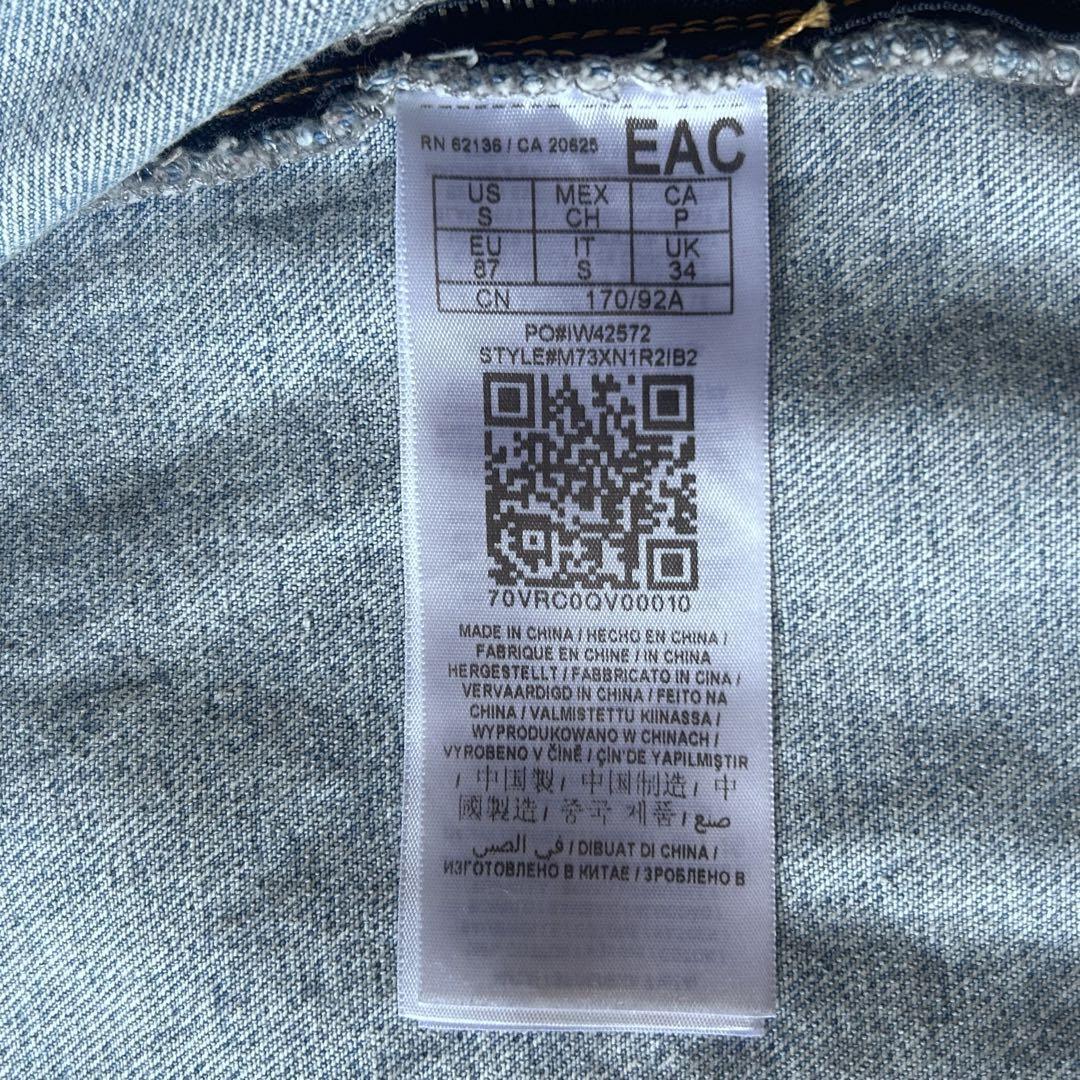 RN 62136 / CA 20625 EAC
US MEX CA
S CH P
EU IT UK
87 S 34
CN 170/92A
PO#IW42572
STYLE#M73XN1R2IB2
70VRC0QV00010
MADE IN CHINA / HECHO EN CHINA /
FABRIQUE EN CHINE / IN CHINA
HERGESTELLT / FABBRICATO IN CINA /
VERVAARDIGD IN CHINA / FEITO NA
CHINA / VALMISTETTU KIINASSA /
WYPRODUKOWANO W CHINACH /
VYROBENO V ČÍNĚ / ÇIN'DE YAPILMIŞTIR
/ 中国製 / 中国制造 / 中
國製造 / 중국 제품 / صنع
في الصين / DIBUAT DI CHINA /
ИЗГОТОВЛЕНО В КИТАЕ / ЗРОБЛЕНО В